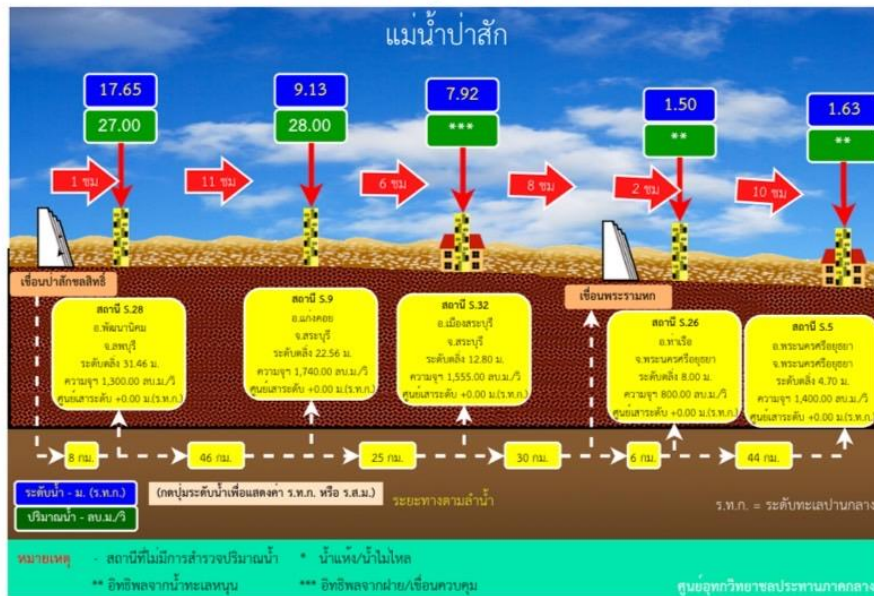 แม่น้ำป่าสัก
17.65
27.00
9.13
28.00
7.92
***
1.50
**
1.63
**
1 ชม
11 ชม
6 ชม
8 ชม
2 ชม
10 ชม
เขื่อนป่าสักชลสิทธิ์
สถานี S.28
อ.พัฒนานิคม
จ.ลพบุรี
ระดับตลิ่ง 31.46 ม.
ความจุฯ 1,300.00 ลบ.ม./วิ
ศูนย์เสาระดับ +0.00 ม.(ร.ท.ก.)
สถานี S.9
อ.แก่งคอย
จ.สระบุรี
ระดับตลิ่ง 22.56 ม.
ความจุฯ 1,740.00 ลบ.ม./วิ
ศูนย์เสาระดับ +0.00 ม.(ร.ท.ก.)
สถานี S.32
อ.เมืองสระบุรี
จ.สระบุรี
ระดับตลิ่ง 12.80 ม.
ความจุฯ 1,555.00 ลบ.ม./วิ
ศูนย์เสาระดับ +0.00 ม.(ร.ท.ก.)
เขื่อนพระรามหก
สถานี S.26
อ.ท่าเรือ
จ.พระนครศรีอยุธยา
ระดับตลิ่ง 8.00 ม.
ความจุฯ 800.00 ลบ.ม./วิ
ศูนย์เสาระดับ +0.00 ม.(ร.ท.ก.)
สถานี S.5
อ.พระนครศรีอยุธยา
จ.พระนครศรีอยุธยา
ระดับตลิ่ง 4.70 ม.
ความจุฯ 1,400.00 ลบ.ม./วิ
ศูนย์เสาระดับ +0.00 ม.(ร.ท.ก.)
8 กม.
46 กม.
25 กม.
30 กม.
6 กม.
44 กม.
ระดับน้ำ - ม. (ร.ท.ก.)
(กดปุ่มระดับน้ำเพื่อแสดงค่า ร.ท.ก. หรือ ร.ส.ม.)
ระยะทางตามลำน้ำ
ร.ท.ก. = ระดับทะเลปานกลาง
ปริมาณน้ำ - ลบ.ม./วิ
หมายเหตุ - สถานีที่ไม่มีการสำรวจปริมาณน้ำ * น้ำแห้ง/น้ำไม่ไหล
** อิทธิพลจากน้ำทะเลหนุน *** อิทธิพลจากฝาย/เขื่อนควบคุม
ศูนย์อุทกวิทยาชลประทานภาคกลาง